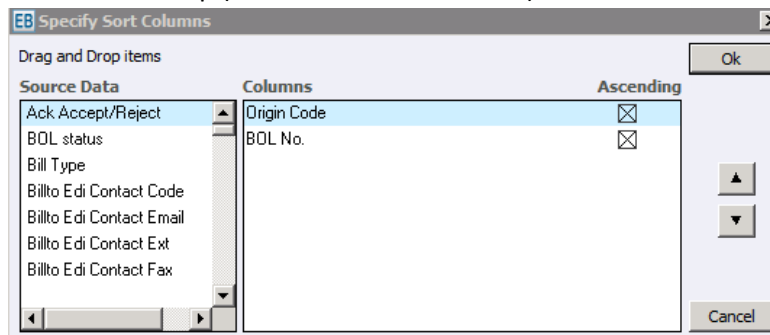 EB Specify Sort Columns
Drag and Drop items
Ok
Source Data Columns Ascending
Ack Accept/Reject Origin Code
BOL status BOL No.
Bill Type
Billto Edi Contact Code
Billto Edi Contact Email
Billto Edi Contact Ext
Billto Edi Contact Fax
Cancel